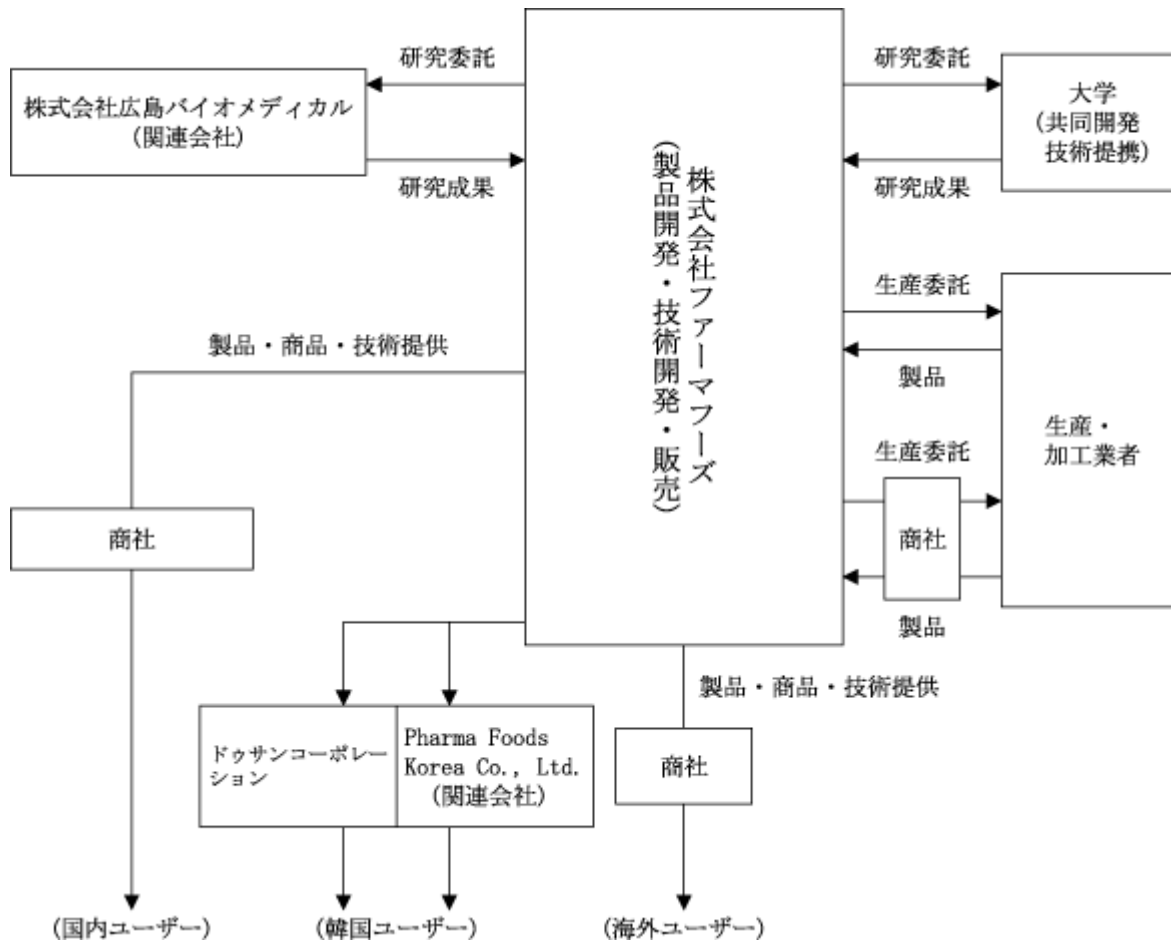 研究委託
株式会社広島バイオメディカル
(関連会社)
研究成果
株式会社ファーマフーズ
(製品開発・技術開発・販売)
研究委託
大学
(共同開発
技術提携)
研究成果
生産委託
製品
生産・
加工業者
生産委託
商社
製品
製品・商品・技術提供
商社
ドゥサンコーポレー
ション
Pharma Foods
Korea Co., Ltd.
(関連会社)
製品・商品・技術提供
商社
(国内ユーザー)
(韓国ユーザー)
(海外ユーザー)